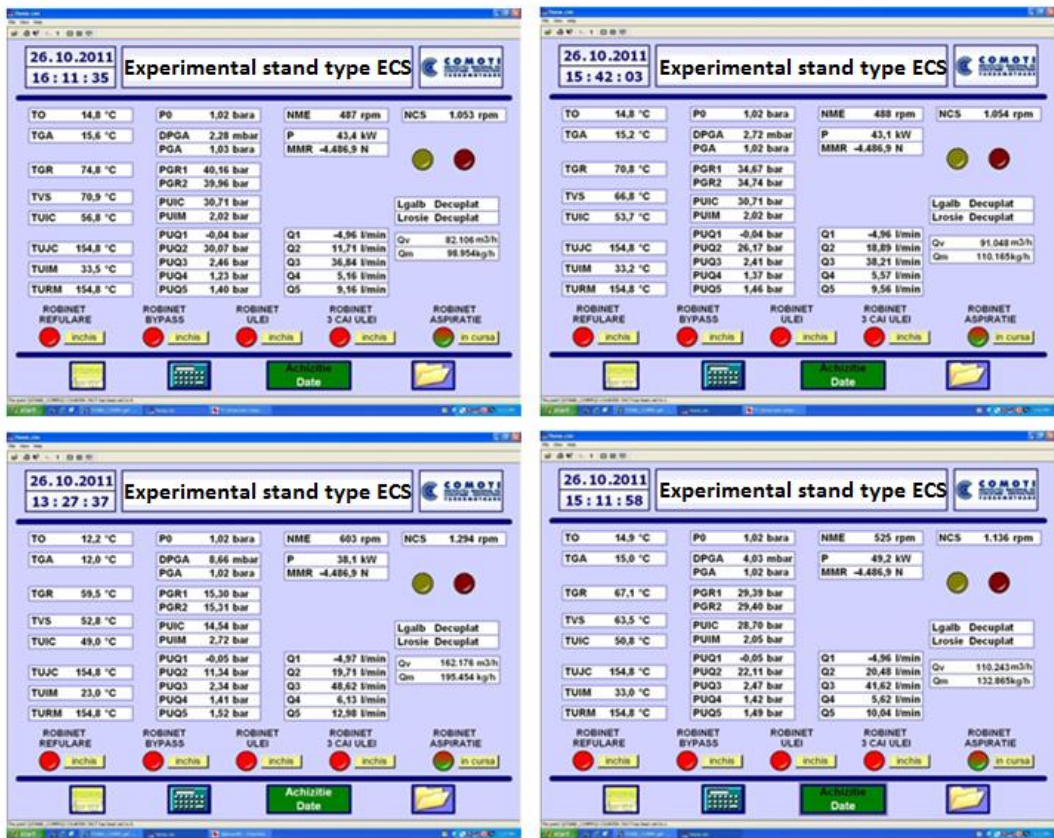 26.10.2011
16 : 11 : 35
Experimental stand type ECS
COMOTI
TO 14,8 °C
P0 1,02 bara
NME 487 rpm
NCS 1.053 rpm
TGA 15,6 °C
DPGA 2,28 mbar
P 43,4 kW
PGA 1,03 bara
MMR -4.486,9 N
TGR 74,8 °C
PGR1 40,16 bar
PGR2 39,96 bar
TVS 70,9 °C
PUIC 30,71 bar
Lgalb Decuplat
TUIC 56,8 °C
PUIM 2,02 bar
Lrosie Decuplat
PUQ1 -0,04 bar
Q1 -4,96 l/min
Qv 82.106 m3/h
TUJC 154,8 °C
PUQ2 30,07 bar
Q2 11,71 l/min
Qm 98.954kg/h
PUQ3 2,46 bar
Q3 36,84 l/min
TUIM 33,5 °C
PUQ4 1,23 bar
Q4 5,16 l/min
TURM 154,8 °C
PUQ5 1,40 bar
Q5 9,16 l/min
ROBINET REFULARE
ROBINET BYPASS
ROBINET ULEI
ROBINET 3 CAI ULEI
ROBINET ASPIRATIE
inchis
inchis
inchis
inchis
in cursa
Achizitie
Date
start
26.10.2011
15 : 42 : 03
Experimental stand type ECS
COMOTI
TO 14,8 °C
P0 1,02 bara
NME 488 rpm
NCS 1.054 rpm
TGA 15,2 °C
DPGA 2,72 mbar
P 43,1 kW
PGA 1,02 bara
MMR -4.486,9 N
TGR 70,8 °C
PGR1 34,67 bar
PGR2 34,74 bar
TVS 66,8 °C
PUIC 30,71 bar
Lgalb Decuplat
TUIC 53,7 °C
PUIM 2,02 bar
Lrosie Decuplat
PUQ1 -0,04 bar
Q1 -4,96 l/min
Qv 91.048 m3/h
TUJC 154,8 °C
PUQ2 26,17 bar
Q2 18,89 l/min
Qm 110.165kg/h
PUQ3 2,41 bar
Q3 38,21 l/min
TUIM 33,2 °C
PUQ4 1,37 bar
Q4 5,57 l/min
TURM 154,8 °C
PUQ5 1,46 bar
Q5 9,56 l/min
ROBINET REFULARE
ROBINET BYPASS
ROBINET ULEI
ROBINET 3 CAI ULEI
ROBINET ASPIRATIE
inchis
inchis
inchis
inchis
in cursa
Achizitie
Date
start
26.10.2011
13 : 27 : 37
Experimental stand type ECS
COMOTI
TO 12,2 °C
P0 1,02 bara
NME 603 rpm
NCS 1.294 rpm
TGA 12,0 °C
DPGA 8,66 mbar
P 38,1 kW
PGA 1,02 bara
MMR -4.486,9 N
TGR 59,5 °C
PGR1 15,30 bar
PGR2 15,31 bar
TVS 52,8 °C
PUIC 14,54 bar
Lgalb Decuplat
TUIC 49,0 °C
PUIM 2,72 bar
Lrosie Decuplat
PUQ1 -0,05 bar
Q1 -4,97 l/min
Qv 162.176 m3/h
TUJC 154,8 °C
PUQ2 11,34 bar
Q2 19,71 l/min
Qm 195.454 kg/h
PUQ3 2,34 bar
Q3 48,62 l/min
TUIM 23,0 °C
PUQ4 1,41 bar
Q4 6,13 l/min
TURM 154,8 °C
PUQ5 1,52 bar
Q5 12,98 l/min
ROBINET REFULARE
ROBINET BYPASS
ROBINET ULEI
ROBINET 3 CAI ULEI
ROBINET ASPIRATIE
inchis
inchis
inchis
inchis
in cursa
Achizitie
Date
start
26.10.2011
15 : 11 : 58
Experimental stand type ECS
COMOTI
TO 14,9 °C
P0 1,02 bara
NME 525 rpm
NCS 1.136 rpm
TGA 15,0 °C
DPGA 4,03 mbar
P 49,2 kW
PGA 1,02 bara
MMR -4.486,9 N
TGR 67,1 °C
PGR1 29,39 bar
PGR2 29,40 bar
TVS 63,5 °C
PUIC 28,70 bar
Lgalb Decuplat
TUIC 50,8 °C
PUIM 2,05 bar
Lrosie Decuplat
PUQ1 -0,05 bar
Q1 -4,96 l/min
Qv 110.243m3/h
TUJC 154,8 °C
PUQ2 22,11 bar
Q2 20,48 l/min
Qm 132.865kg/h
PUQ3 2,47 bar
Q3 41,62 l/min
TUIM 33,0 °C
PUQ4 1,42 bar
Q4 5,62 l/min
TURM 154,8 °C
PUQ5 1,49 bar
Q5 10,04 l/min
ROBINET REFULARE
ROBINET BYPASS
ROBINET ULEI
ROBINET 3 CAI ULEI
ROBINET ASPIRATIE
inchis
inchis
inchis
inchis
in cursa
Achizitie
Date
start